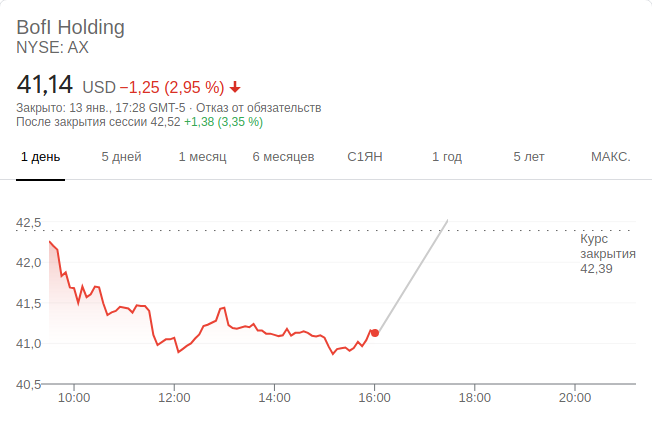 BofI Holding
NYSE: AX
41,14 USD −1,25 (2,95 %)
Закрыто: 13 янв., 17:28 GMT-5 · Отказ от обязательств
После закрытия сессии 42,52 +1,38 (3,35 %)
1 день 5 дней 1 месяц 6 месяцев С1ЯН 1 год 5 лет МАКС.
42,5
Курс
закрытия
42,39
42,0
41,5
41,0
40,5
10:00 12:00 14:00 16:00 18:00 20:00